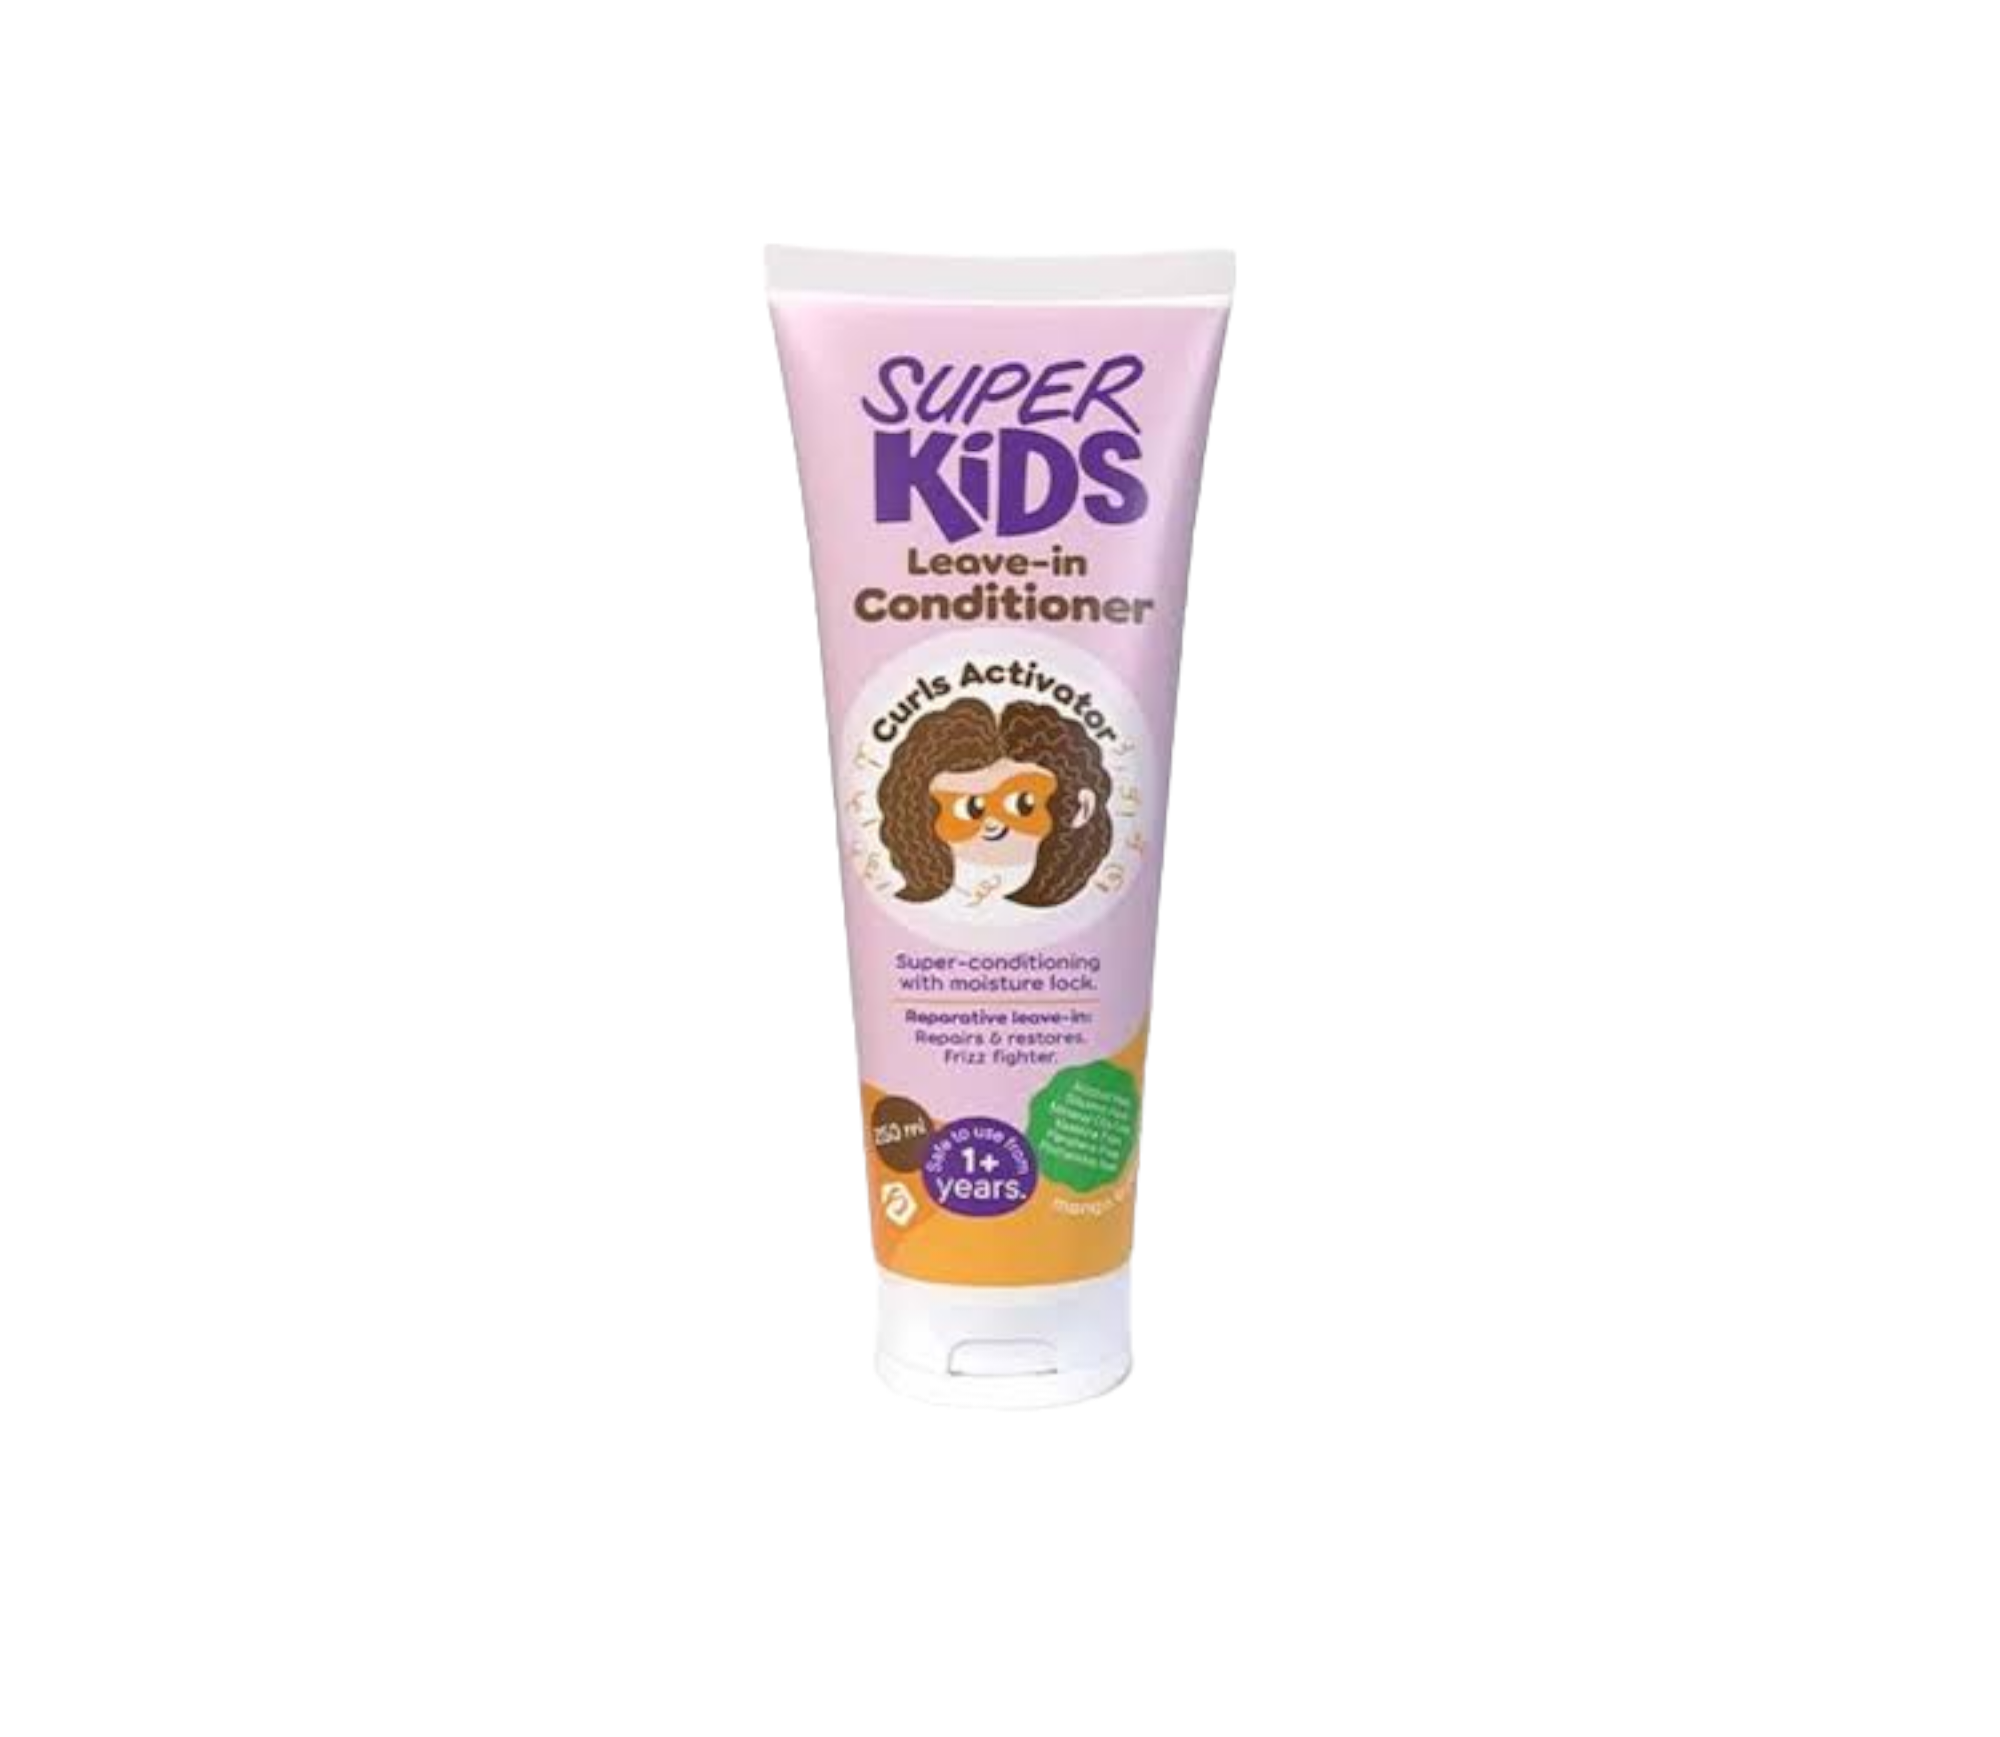 SUPER
KiDS
Leave-in
Conditioner
Curls Activator
Super-conditioning
with moisture lock.
Reparative leave-in:
Repairs & restores.
Frizz fighter.
250 ml
Safe to use from
1+
years.
mango